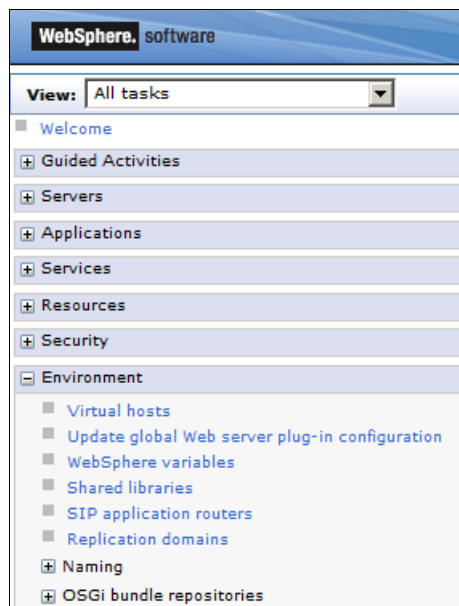 WebSphere. software
View: All tasks
Welcome
Guided Activities
Servers
Applications
Services
Resources
Security
Environment
Virtual hosts
Update global Web server plug-in configuration
WebSphere variables
Shared libraries
SIP application routers
Replication domains
Naming
OSGi bundle repositories